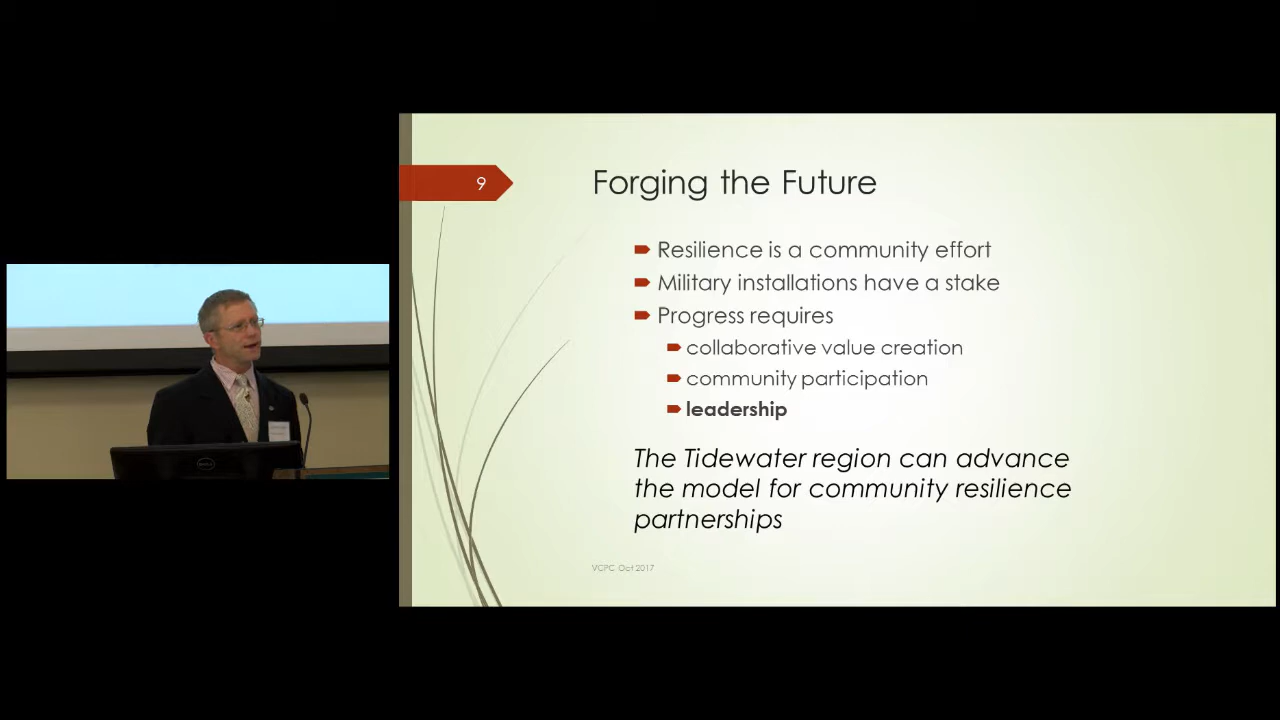 9
Forging the Future
Resilience is a community effort
Military installations have a stake
Progress requires
collaborative value creation
community participation
leadership
The Tidewater region can advance
the model for community resilience
partnerships
VCPC Oct 2017
DELL